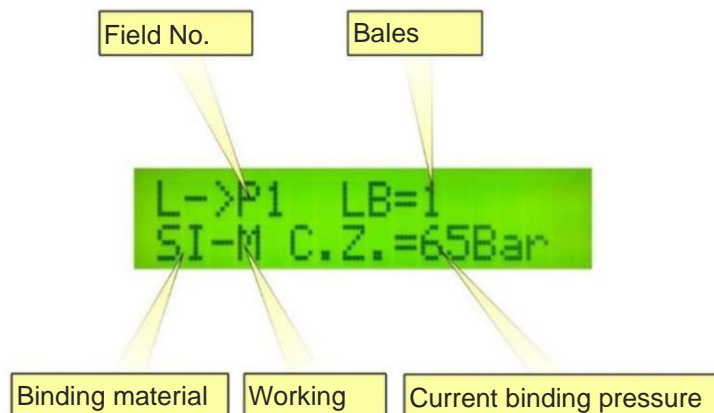 Field No.
Bales
L->P1 LB=1
SI-M C.Z.=65Bar
Binding material
Working
Current binding pressure